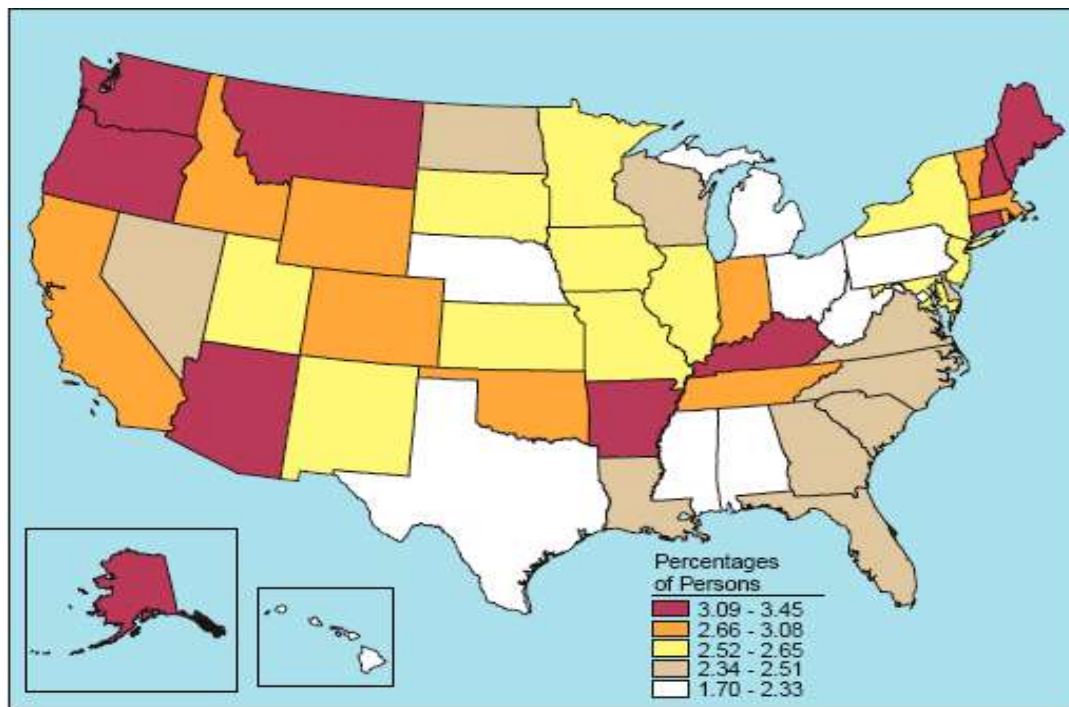 Percentages
of Persons
3.09 - 3.45
2.66 - 3.08
2.52 - 2.65
2.34 - 2.51
1.70 - 2.33